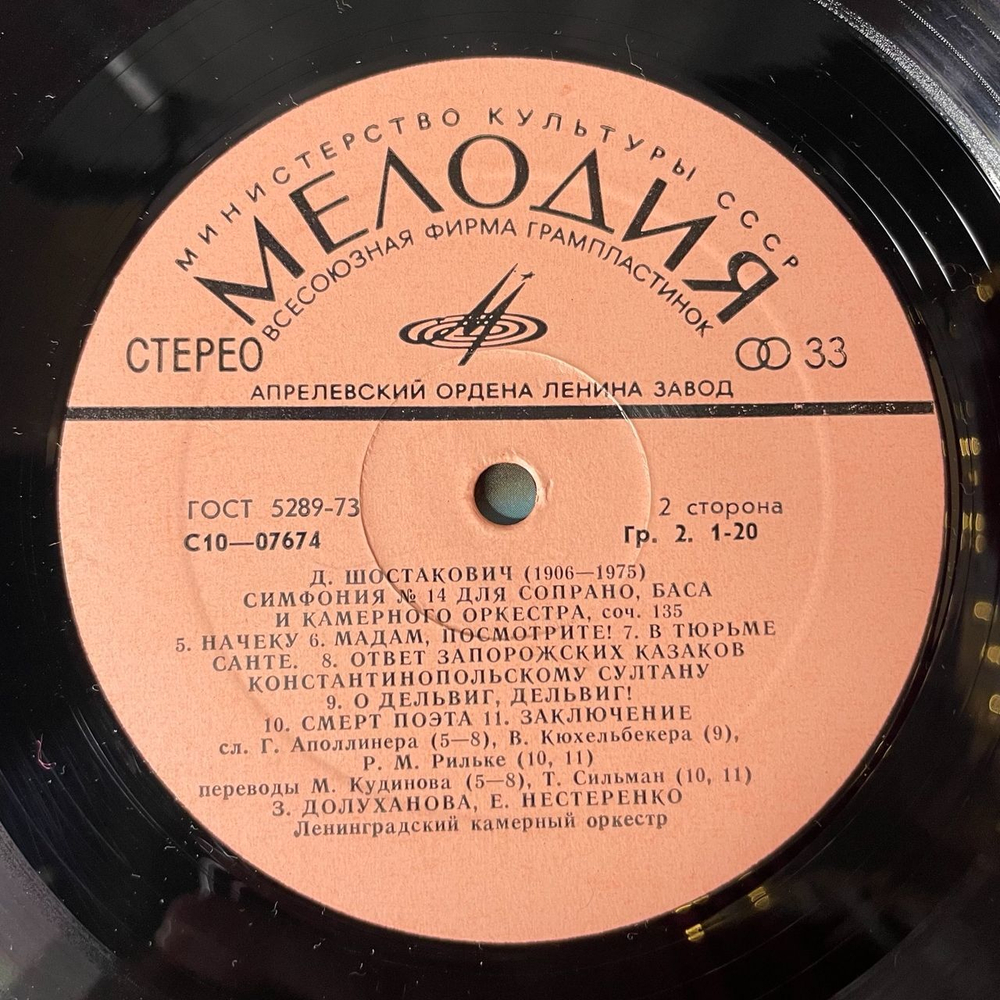 МИНИСТЕРСТВО КУЛЬТУРЫ СССР
МЕЛОДИЯ
ВСЕСОЮЗНАЯ ФИРМА ГРАМПЛАСТИНОК
СТЕРЕО
33
АПРЕЛЕВСКИЙ ОРДЕНА ЛЕНИНА ЗАВОД
ГОСТ 5289-73
2 сторона
С10—07674
Гр. 2. 1-20
Д. ШОСТАКОВИЧ (1906—1975)
СИМФОНИЯ № 14 ДЛЯ СОПРАНО, БАСА
И КАМЕРНОГО ОРКЕСТРА, соч. 135
5. НАЧЕКУ 6. МАДАМ, ПОСМОТРИТЕ! 7. В ТЮРЬМЕ
САНТЕ. 8. ОТВЕТ ЗАПОРОЖСКИХ КАЗАКОВ
КОНСТАНТИНОПОЛЬСКОМУ СУЛТАНУ
9. О ДЕЛЬВИГ, ДЕЛЬВИГ!
10. СМЕРТ ПОЭТА 11. ЗАКЛЮЧЕНИЕ
сл. Г. Аполлинера (5—8), В. Кюхельбекера (9),
Р. М. Рильке (10, 11)
переводы М. Кудинова (5—8), Т. Сильман (10, 11)
З. ДОЛУХАНОВА, Е. НЕСТЕРЕНКО
Ленинградский камерный оркестр